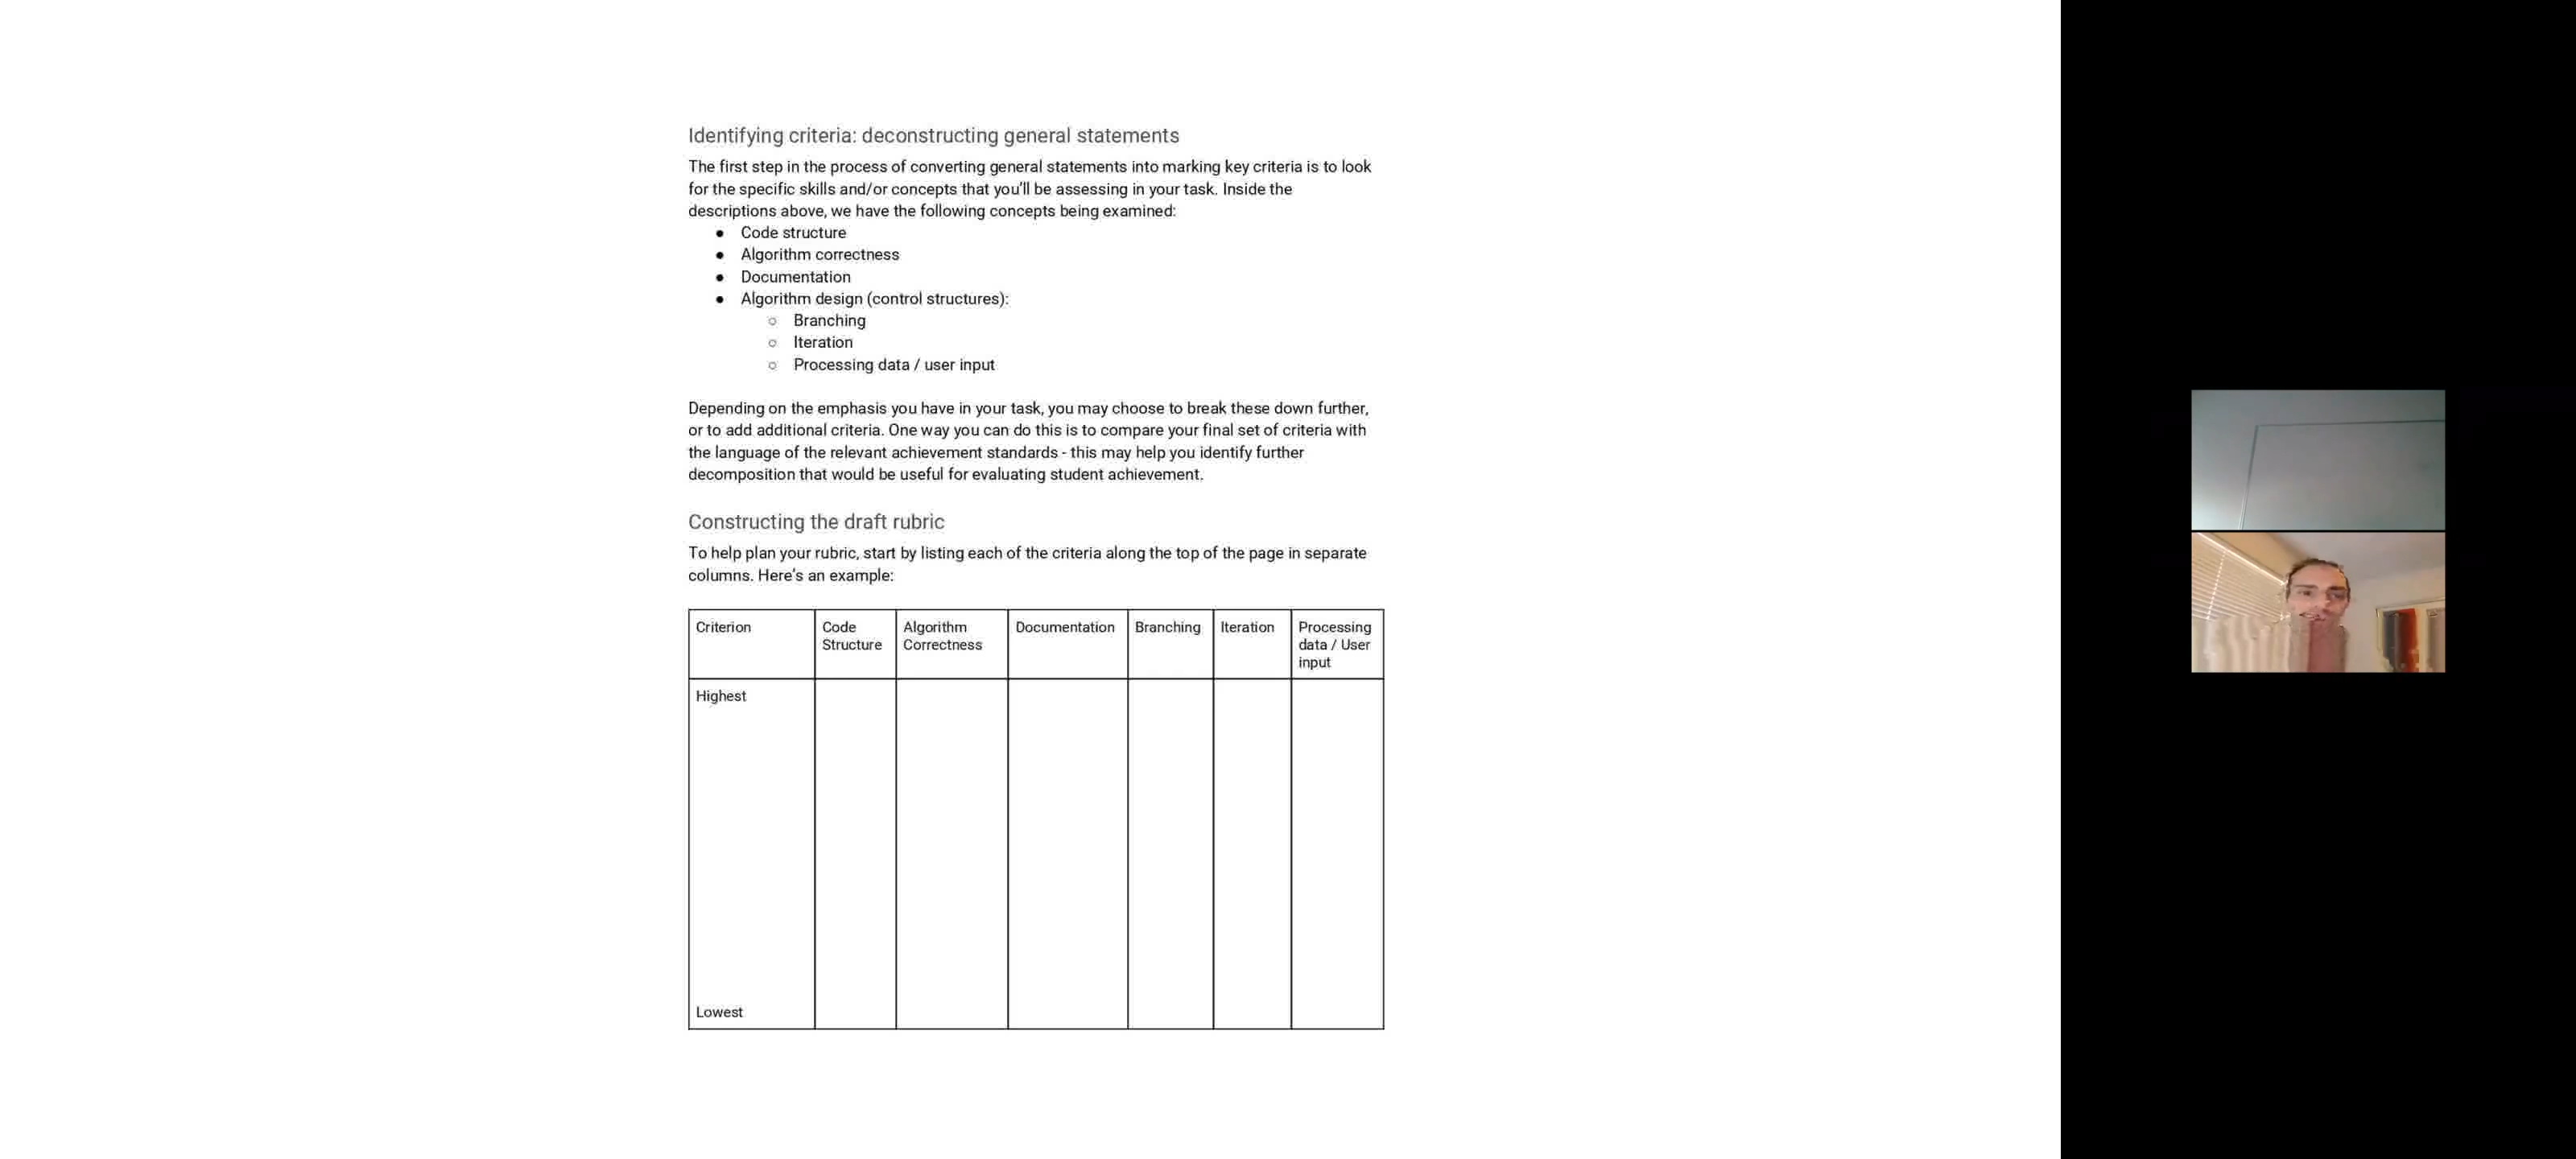 Identifying criteria: deconstructing general statements
The first step in the process of converting general statements into marking key criteria is to look
for the specific skills and/or concepts that you'll be assessing in your task. Inside the
descriptions above, we have the following concepts being examined:
● Code structure
● Algorithm correctness
● Documentation
● Algorithm design (control structures):
○ Branching
○ Iteration
○ Processing data / user input
Depending on the emphasis you have in your task, you may choose to break these down further,
or to add additional criteria. One way you can do this is to compare your final set of criteria with
the language of the relevant achievement standards - this may help you identify further
decomposition that would be useful for evaluating student achievement.
Constructing the draft rubric
To help plan your rubric, start by listing each of the criteria along the top of the page in separate
columns. Here's an example:
Criterion Code Algorithm Documentation Branching Iteration Processing
Structure Correctness data / User
input
Highest
Lowest